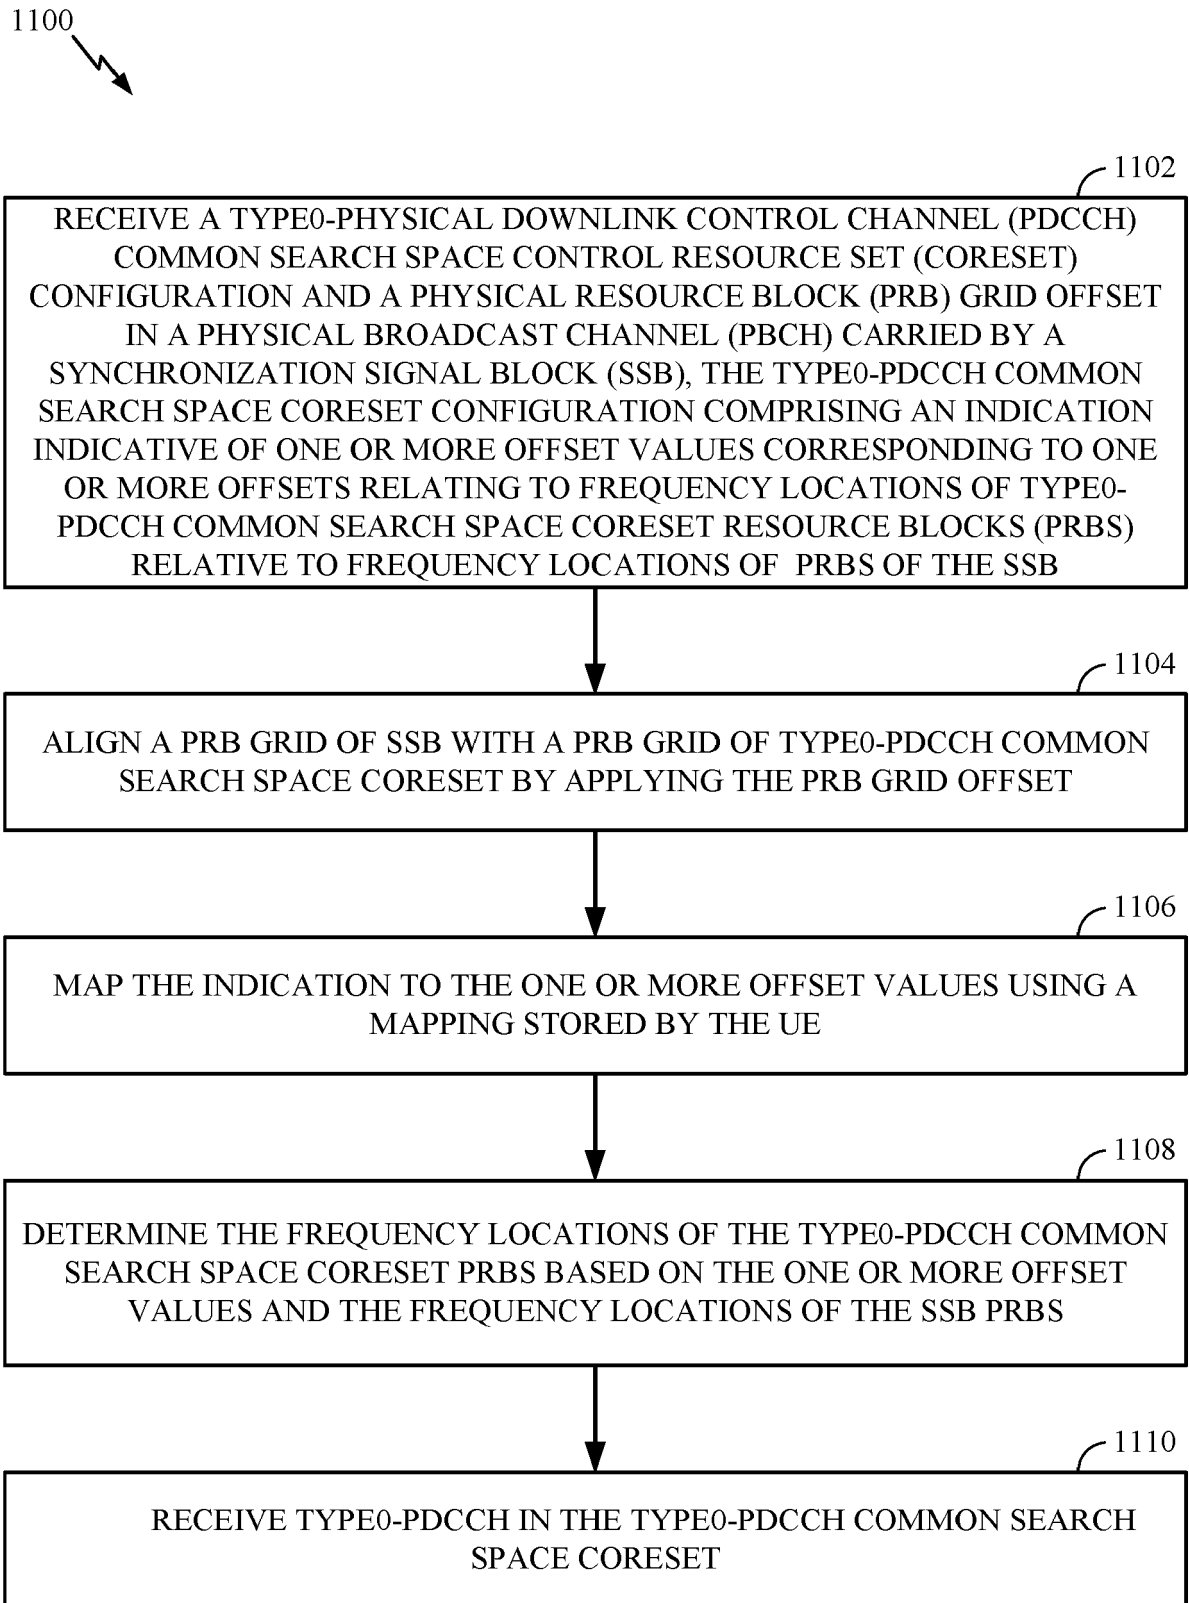 1100
1102
RECEIVE A TYPE0-PHYSICAL DOWNLINK CONTROL CHANNEL (PDCCH)
COMMON SEARCH SPACE CONTROL RESOURCE SET (CORESET)
CONFIGURATION AND A PHYSICAL RESOURCE BLOCK (PRB) GRID OFFSET
IN A PHYSICAL BROADCAST CHANNEL (PBCH) CARRIED BY A
SYNCHRONIZATION SIGNAL BLOCK (SSB), THE TYPE0-PDCCH COMMON
SEARCH SPACE CORESET CONFIGURATION COMPRISING AN INDICATION
INDICATIVE OF ONE OR MORE OFFSET VALUES CORRESPONDING TO ONE
OR MORE OFFSETS RELATING TO FREQUENCY LOCATIONS OF TYPE0-
PDCCH COMMON SEARCH SPACE CORESET RESOURCE BLOCKS (PRBS)
RELATIVE TO FREQUENCY LOCATIONS OF PRBS OF THE SSB
1104
ALIGN A PRB GRID OF SSB WITH A PRB GRID OF TYPE0-PDCCH COMMON
SEARCH SPACE CORESET BY APPLYING THE PRB GRID OFFSET
1106
MAP THE INDICATION TO THE ONE OR MORE OFFSET VALUES USING A
MAPPING STORED BY THE UE
1108
DETERMINE THE FREQUENCY LOCATIONS OF THE TYPE0-PDCCH COMMON
SEARCH SPACE CORESET PRBS BASED ON THE ONE OR MORE OFFSET
VALUES AND THE FREQUENCY LOCATIONS OF THE SSB PRBS
1110
RECEIVE TYPE0-PDCCH IN THE TYPE0-PDCCH COMMON SEARCH
SPACE CORESET